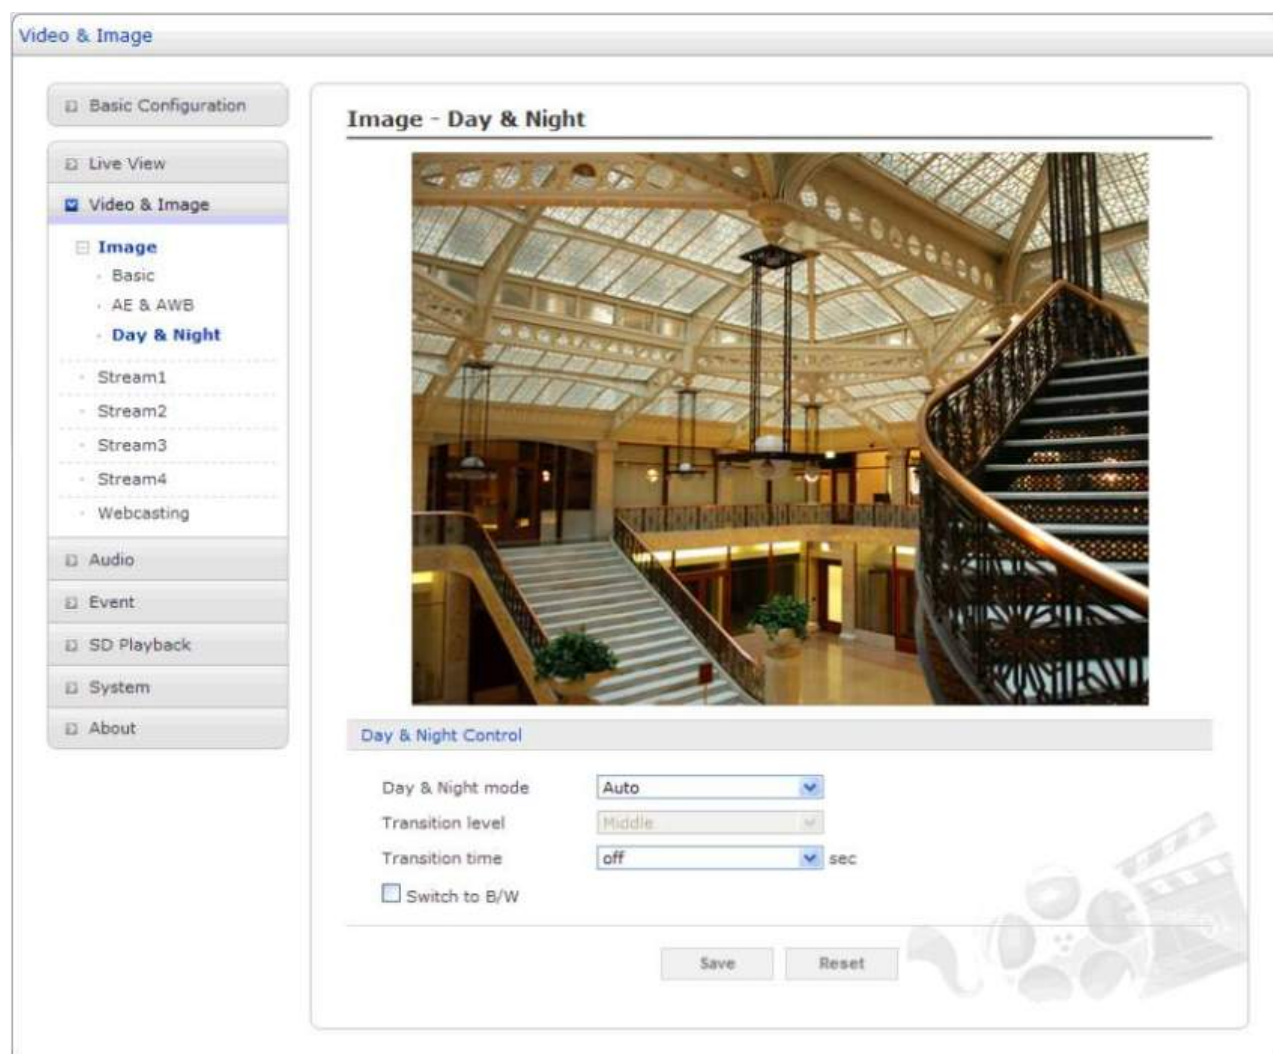 Video & Image
Basic Configuration
Live View
Video & Image
Image
Basic
AE & AWB
Day & Night
Stream1
Stream2
Stream3
Stream4
Webcasting
Audio
Event
SD Playback
System
About
Image - Day & Night
Day & Night Control
Day & Night mode Auto
Transition level Middle
Transition time off sec
Switch to B/W
Save Reset